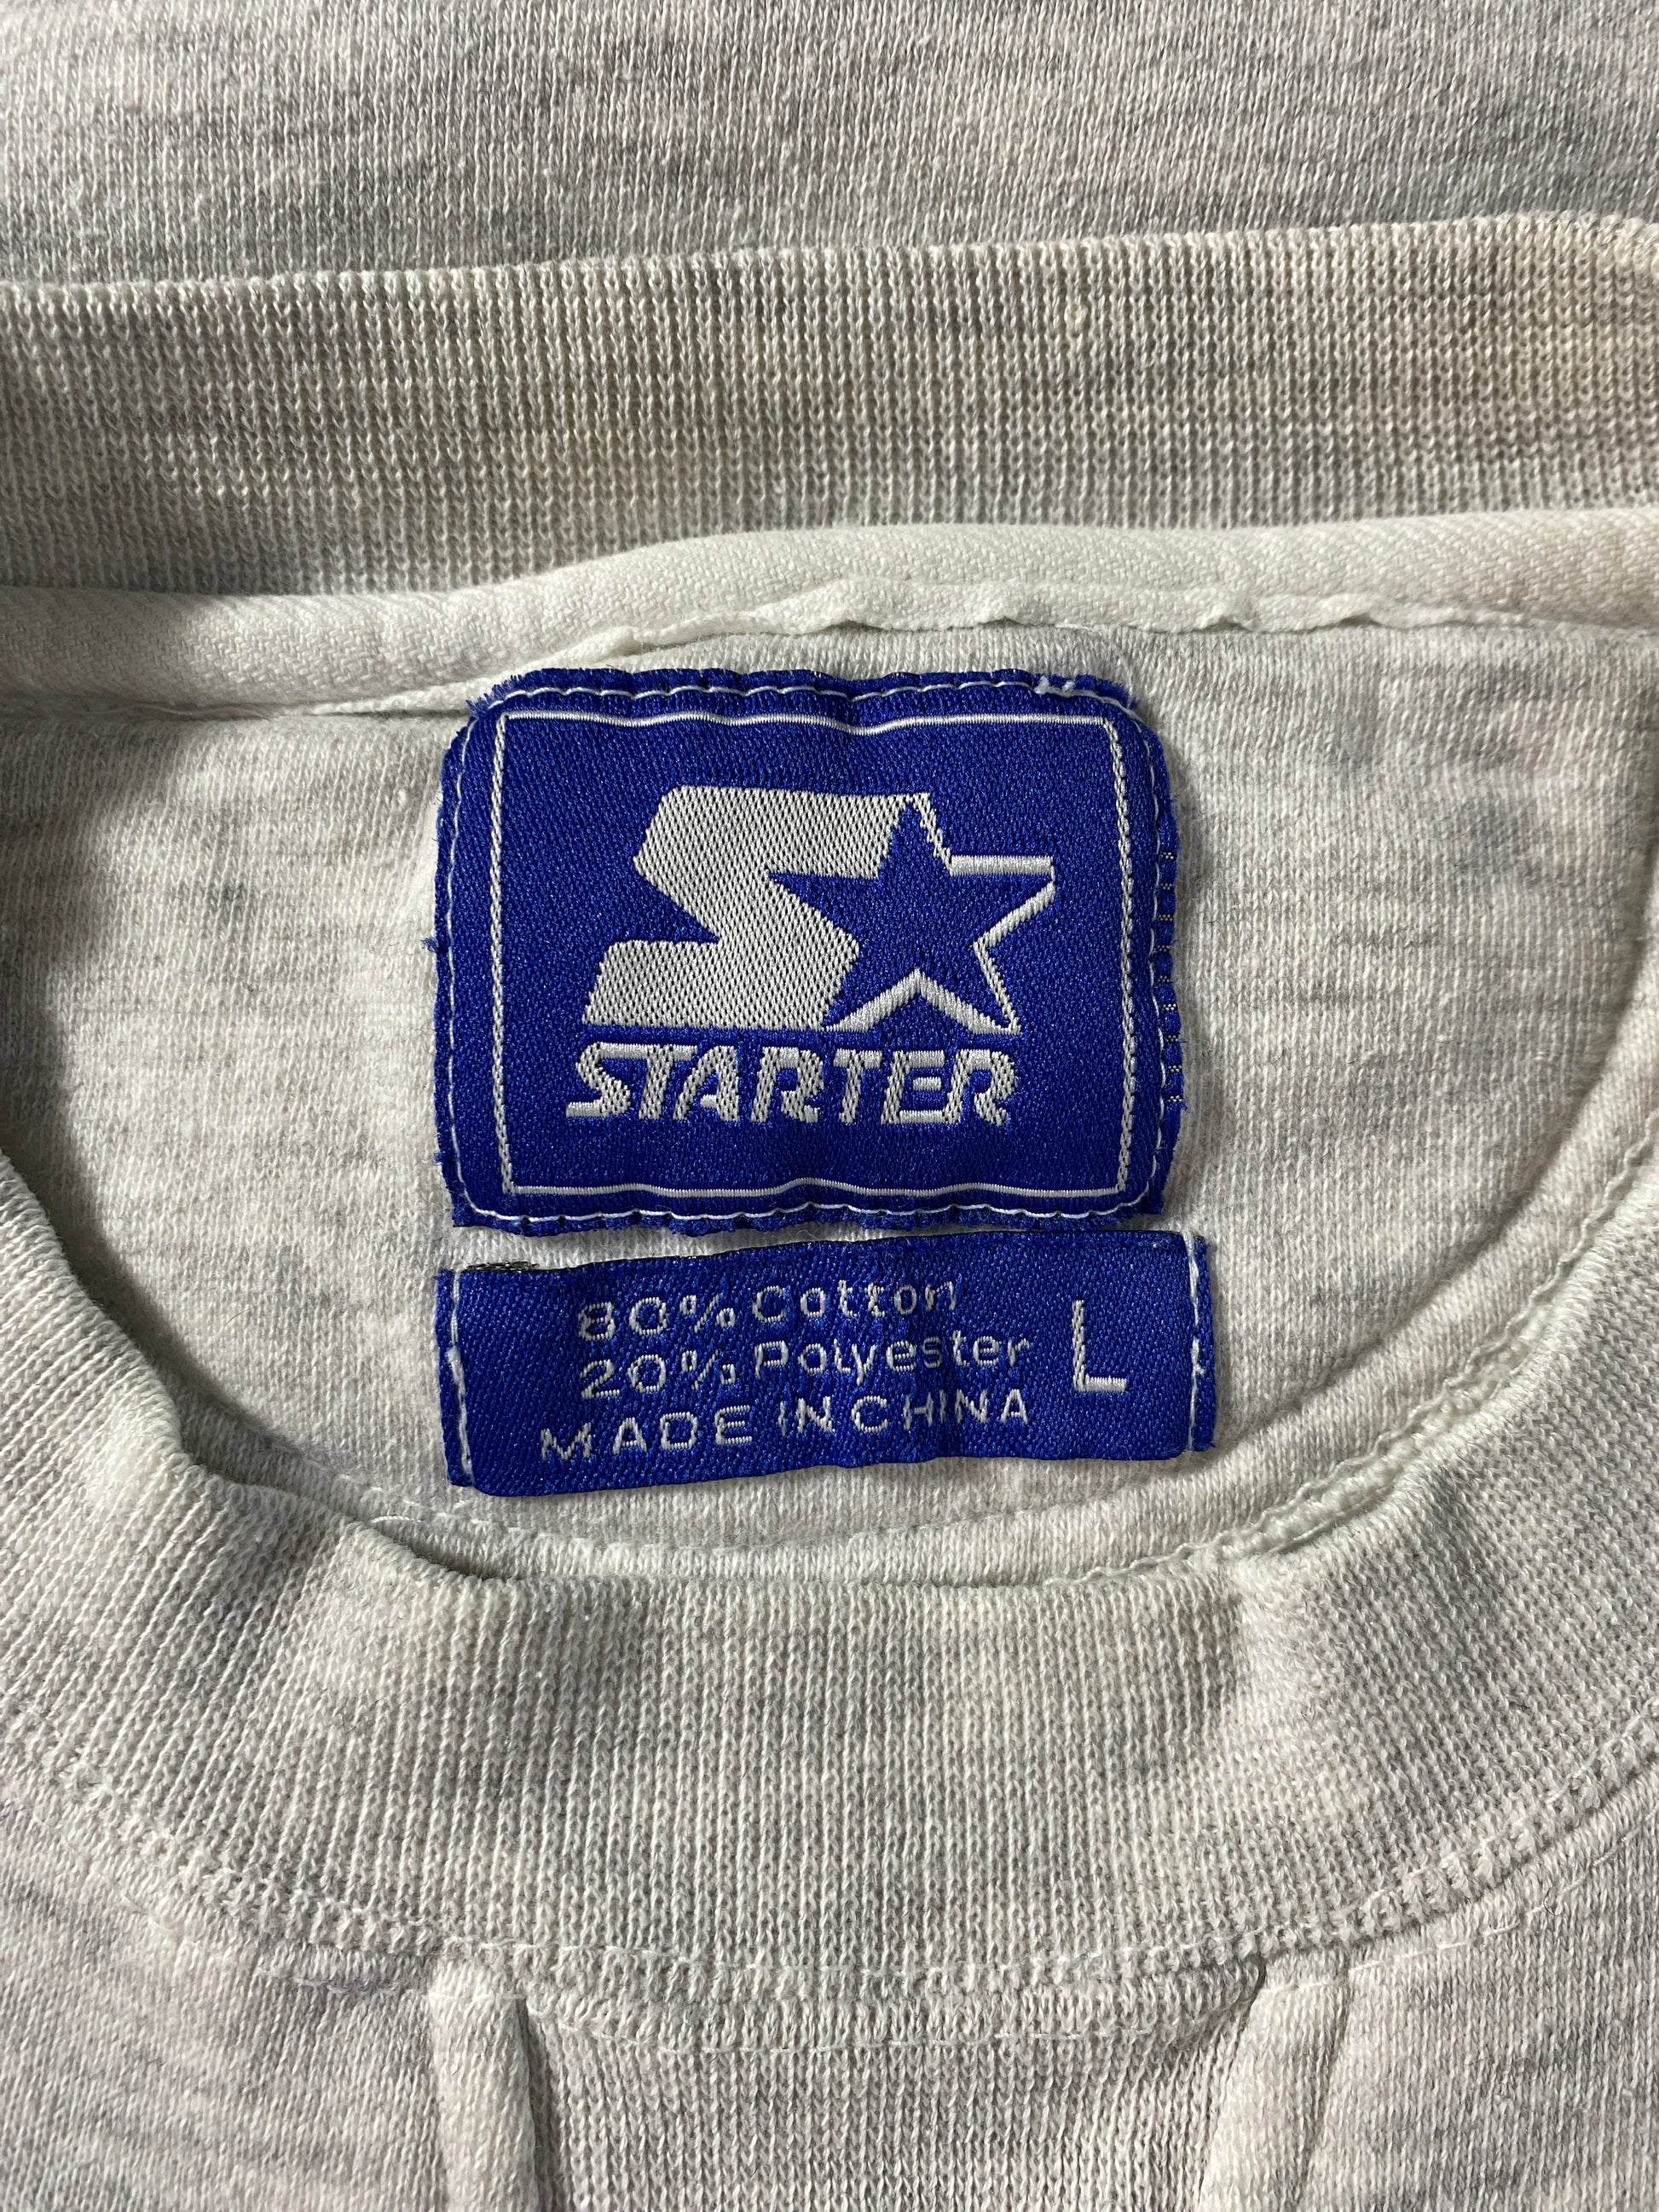 STARTER
80% Cotton
20% Polyester
MADE IN CHINA
L